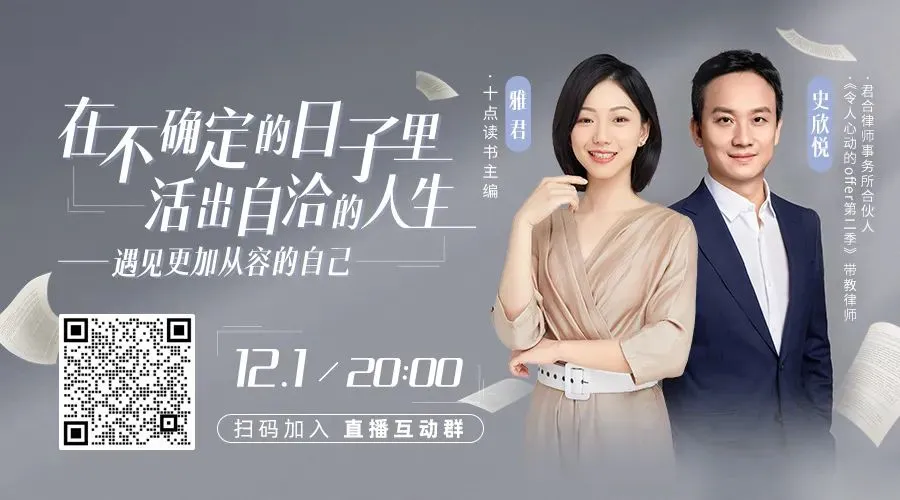 在不确定的日子里
活出自洽的人生
遇见更加从容的自己
12.1 / 20:00
扫码加入 直播互动群
雅君
·十点读书主编
史欣悦
·君合律师事务所合伙人
·《令人心动的offer第二季》带教律师